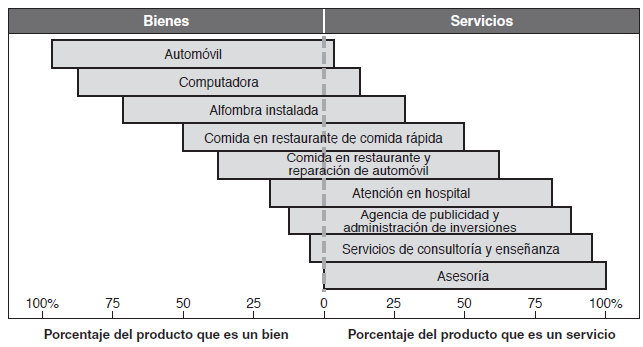 Bienes
Servicios
Automóvil
Computadora
Alfombra instalada
Comida en restaurante de comida rápida
Comida en restaurante y
reparación de automóvil
Atención en hospital
Agencia de publicidad y
administración de inversiones
Servicios de consultoría y enseñanza
Asesoría
100% 75 50 25 0 25 50 75 100%
Porcentaje del producto que es un bien
Porcentaje del producto que es un servicio